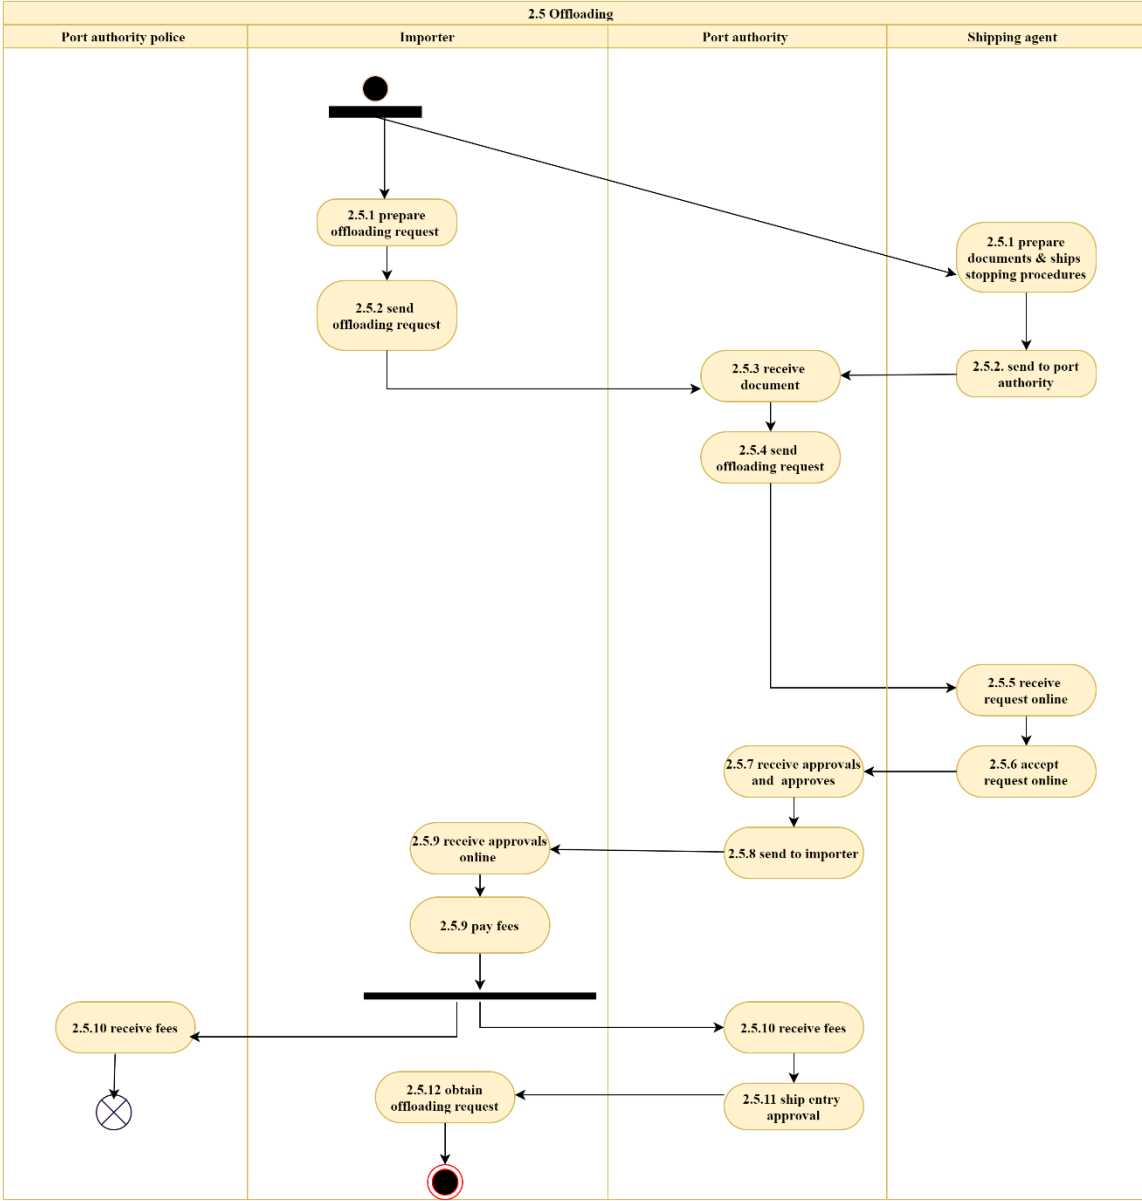 2.5 Offloading
Port authority police
Importer
Port authority
Shipping agent
2.5.1 prepare
offloading request
2.5.1 prepare
documents & ships
stopping procedures
2.5.2 send
offloading request
2.5.3 receive
document
2.5.2. send to port
authority
2.5.4 send
offloading request
2.5.5 receive
request online
2.5.6 accept
request online
2.5.7 receive approvals
and approves
2.5.8 send to importer
2.5.9 receive approvals
online
2.5.9 pay fees
2.5.10 receive fees
2.5.10 receive fees
2.5.11 ship entry
approval
2.5.12 obtain
offloading request